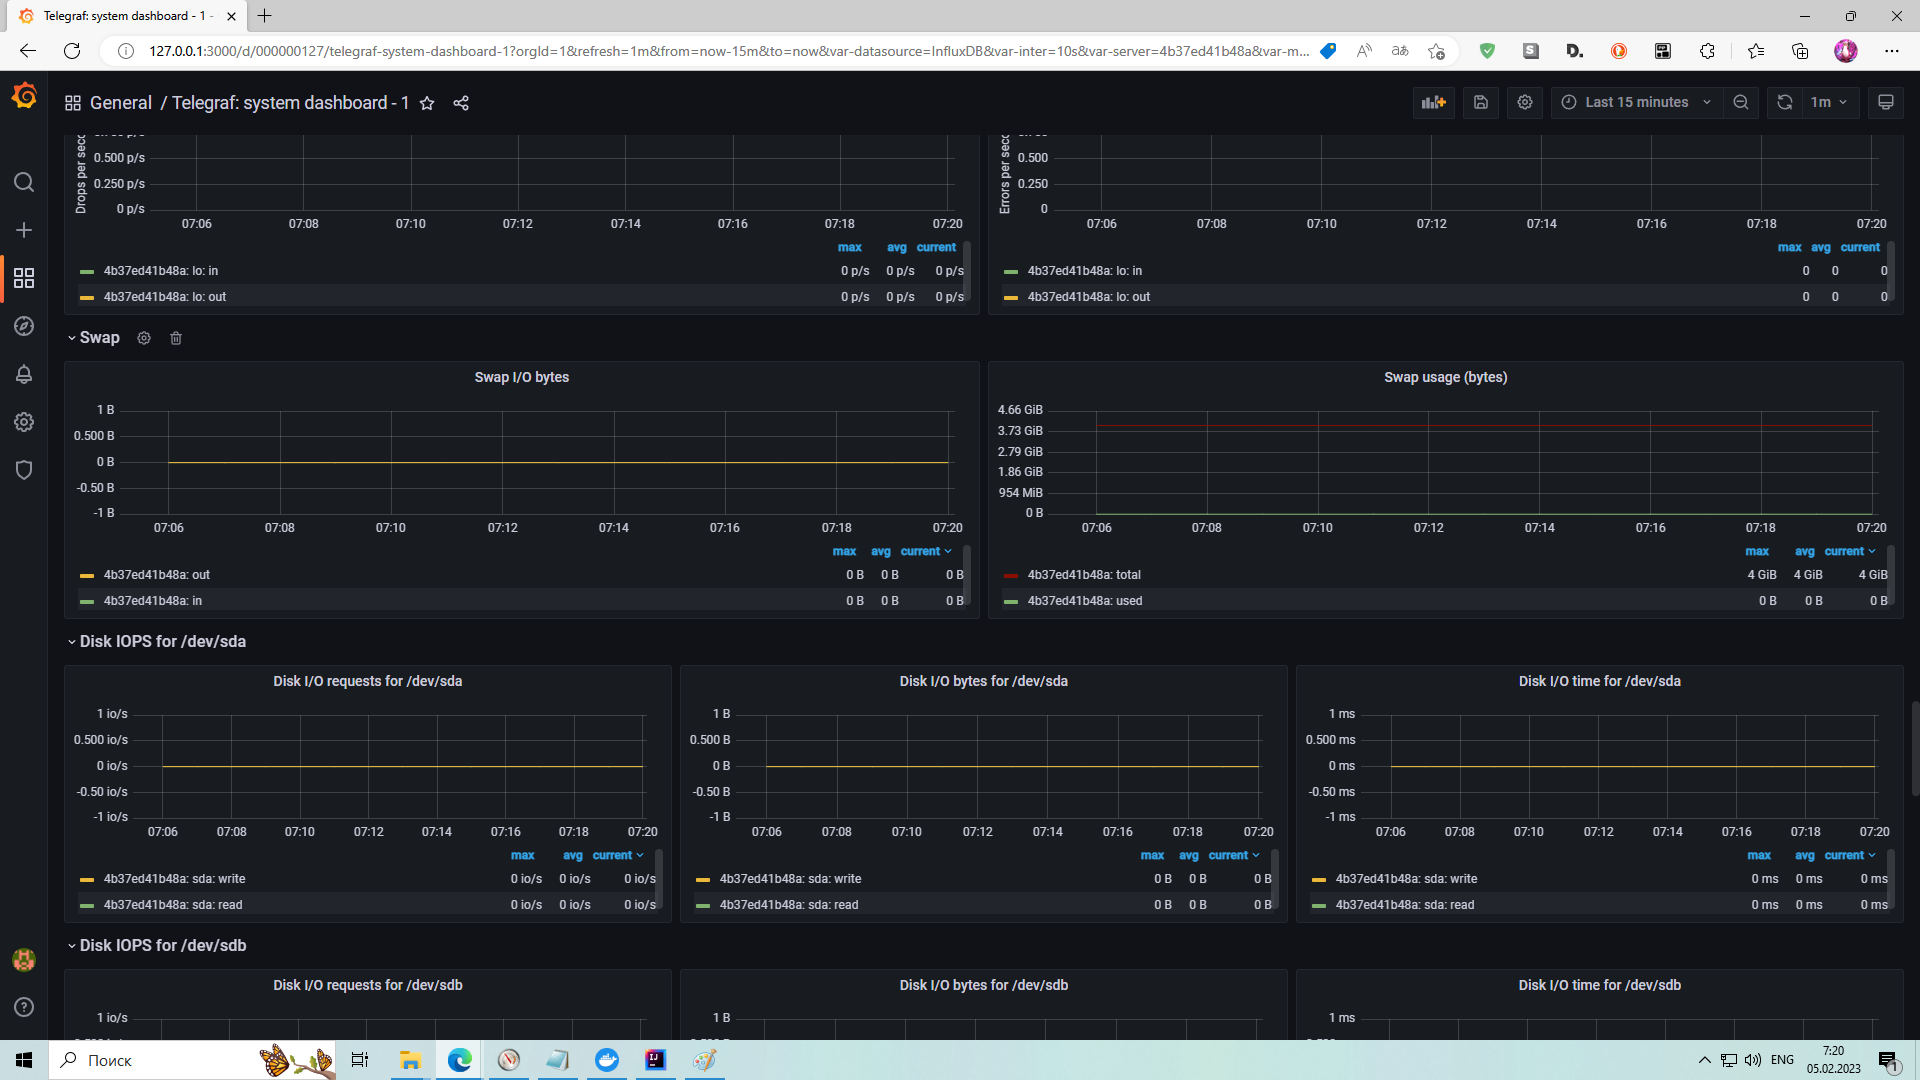 Telegraf: system dashboard - 1 -
127.0.0.1:3000/d/000000127/telegraf-system-dashboard-1?orgId=1&refresh=1m&from=now-15m&to=now&var-datasource=InfluxDB&var-inter=10s&var-server=4b37ed41b48a&var-m...
General / Telegraf: system dashboard - 1
Last 15 minutes
1m
Drops per seco
0.500 p/s
0.250 p/s
0 p/s
07:06 07:08 07:10 07:12 07:14 07:16 07:18 07:20
max avg current
4b37ed41b48a: lo: in 0 p/s 0 p/s 0 p/s
4b37ed41b48a: lo: out 0 p/s 0 p/s 0 p/s
Errors per seco
0.500
0.250
0
07:06 07:08 07:10 07:12 07:14 07:16 07:18 07:20
max avg current
4b37ed41b48a: lo: in 0 0 0
4b37ed41b48a: lo: out 0 0 0
Swap
Swap I/O bytes
1 B
0.500 B
0 B
-0.50 B
-1 B
07:06 07:08 07:10 07:12 07:14 07:16 07:18 07:20
max avg current
4b37ed41b48a: out 0 B 0 B 0 B
4b37ed41b48a: in 0 B 0 B 0 B
Swap usage (bytes)
4.66 GiB
3.73 GiB
2.79 GiB
1.86 GiB
954 MiB
0 B
07:06 07:08 07:10 07:12 07:14 07:16 07:18 07:20
max avg current
4b37ed41b48a: total 4 GiB 4 GiB 4 GiB
4b37ed41b48a: used 0 B 0 B 0 B
Disk IOPS for /dev/sda
Disk I/O requests for /dev/sda
1 io/s
0.500 io/s
0 io/s
-0.50 io/s
-1 io/s
07:06 07:08 07:10 07:12 07:14 07:16 07:18 07:20
max avg current
4b37ed41b48a: sda: write 0 io/s 0 io/s 0 io/s
4b37ed41b48a: sda: read 0 io/s 0 io/s 0 io/s
Disk I/O bytes for /dev/sda
1 B
0.500 B
0 B
-0.50 B
-1 B
07:06 07:08 07:10 07:12 07:14 07:16 07:18 07:20
max avg current
4b37ed41b48a: sda: write 0 B 0 B 0 B
4b37ed41b48a: sda: read 0 B 0 B 0 B
Disk I/O time for /dev/sda
1 ms
0.500 ms
0 ms
-0.50 ms
-1 ms
07:06 07:08 07:10 07:12 07:14 07:16 07:18 07:20
max avg current
4b37ed41b48a: sda: write 0 ms 0 ms 0 ms
4b37ed41b48a: sda: read 0 ms 0 ms 0 ms
Disk IOPS for /dev/sdb
Disk I/O requests for /dev/sdb
1 io/s
Disk I/O bytes for /dev/sdb
1 B
Disk I/O time for /dev/sdb
1 ms
Поиск
ENG
7:20
05.02.2023
1